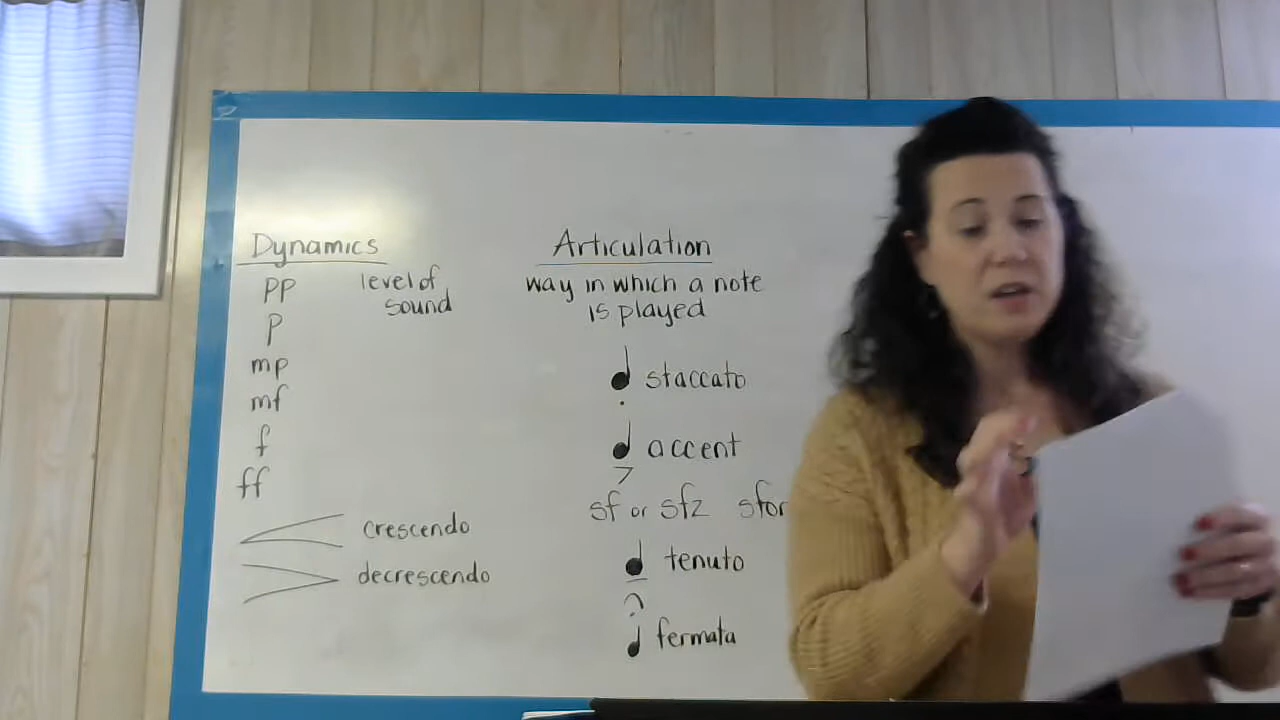 Dynamics
pp level of
sound
p
mp
mf
f
ff
crescendo
decrescendo
Articulation
way in which a note
is played
staccato
accent
sf or sfz sfor
tenuto
fermata